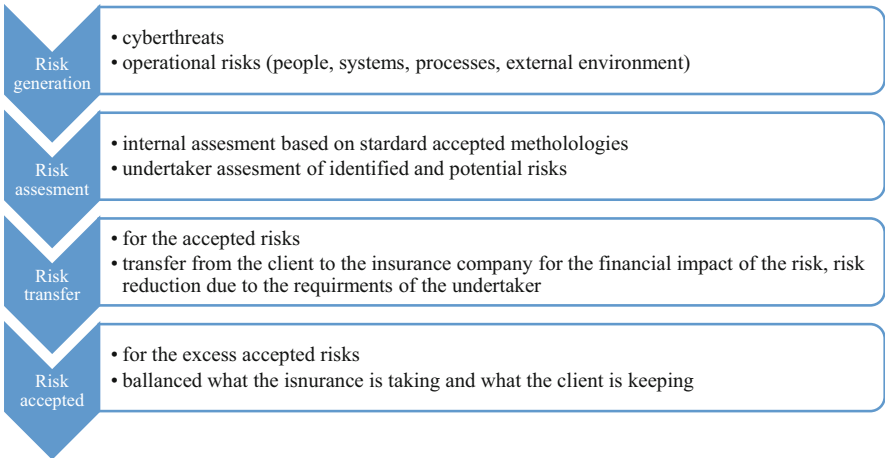 Risk
generation
• cyberthreats
• operational risks (people, systems, processes, external environment)
Risk
assesment
• internal assesment based on stardard accepted metholologies
• undertaker assesment of identified and potential risks
Risk
transfer
• for the accepted risks
• transfer from the client to the insurance company for the financial impact of the risk, risk
reduction due to the requirments of the undertaker
Risk
accepted
• for the excess accepted risks
• ballanced what the isnurance is taking and what the client is keeping